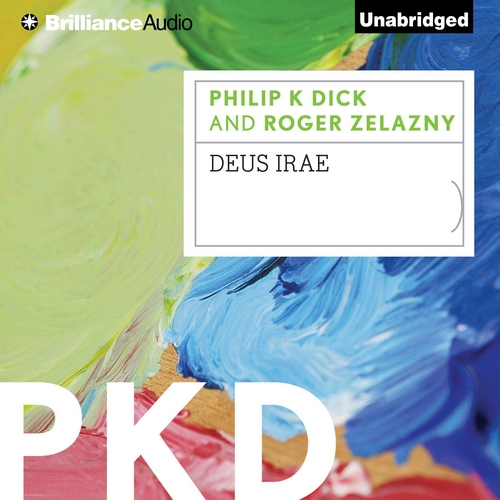 BrillianceAudio
Unabridged
PHILIP K DICK
AND ROGER ZELAZNY
DEUS IRAE
PKD